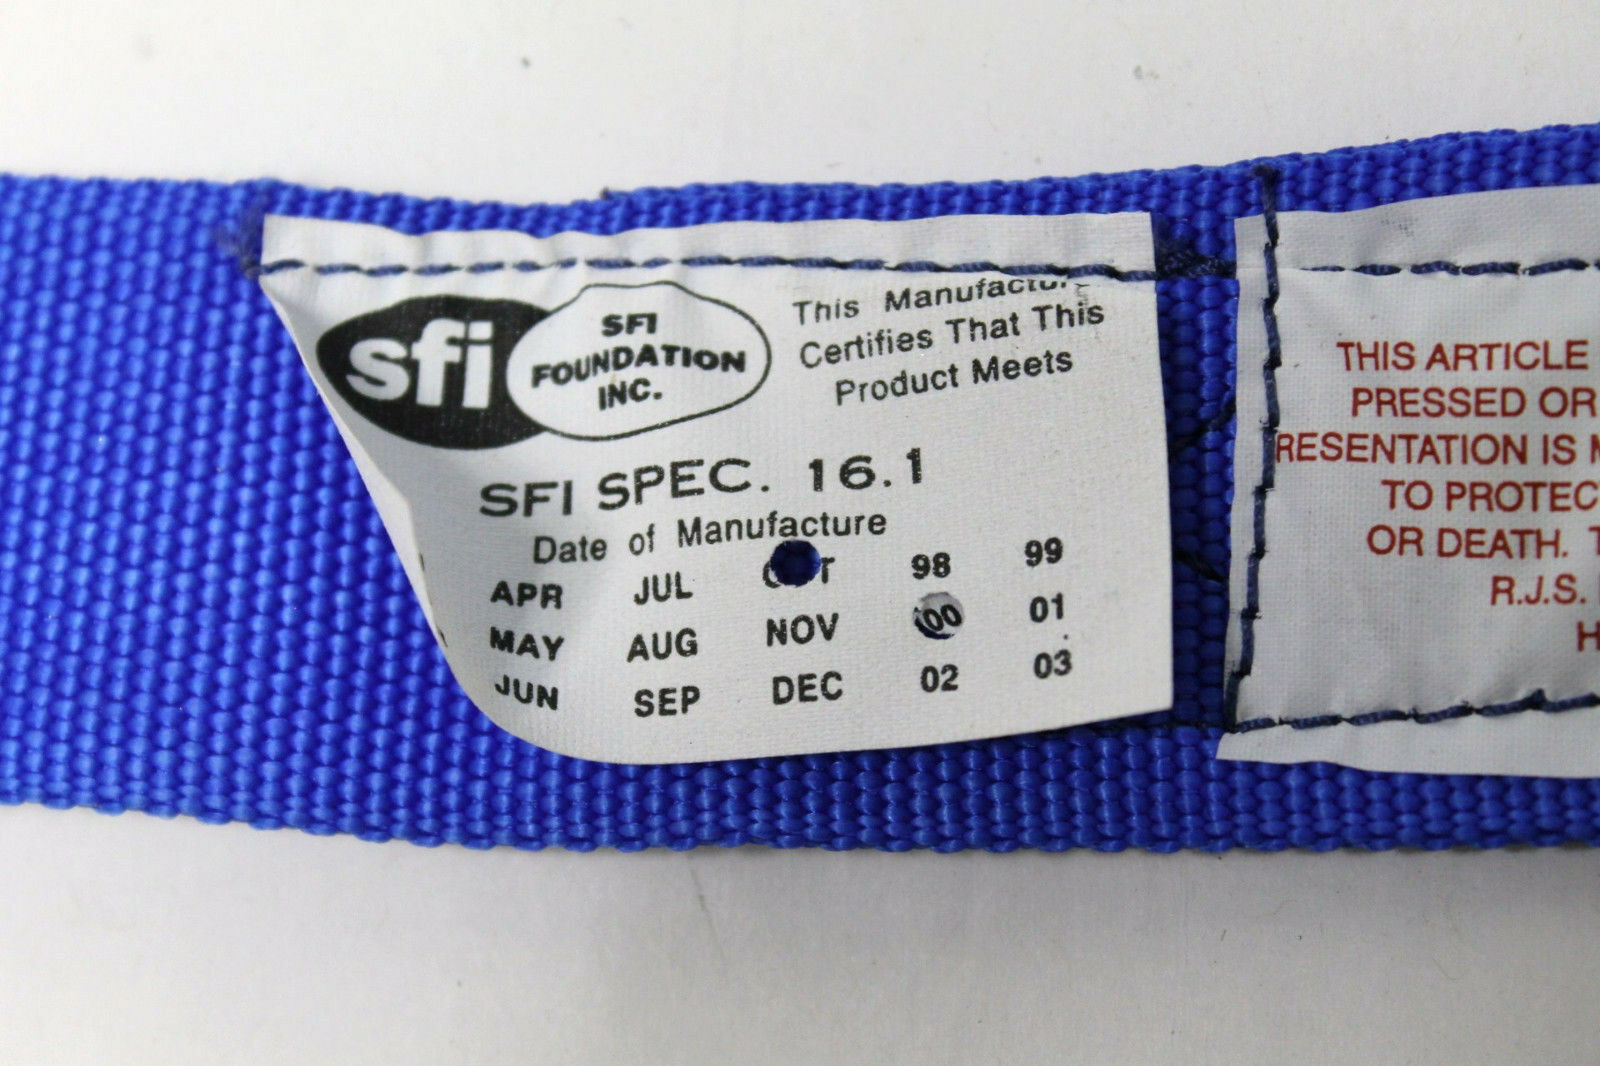 sfi
SFI
FOUNDATION
INC.
This
Certifies That This
Product Meets
SFI SPEC. 16.1
Date of Manufacture
APR JUL 98 99
MAY AUG NOV 00 01
JUN SEP DEC 02 03
THIS ARTICLE
PRESSED OR
RESENTATION IS
TO PROTEC
OR DEATH.
R.J.S.